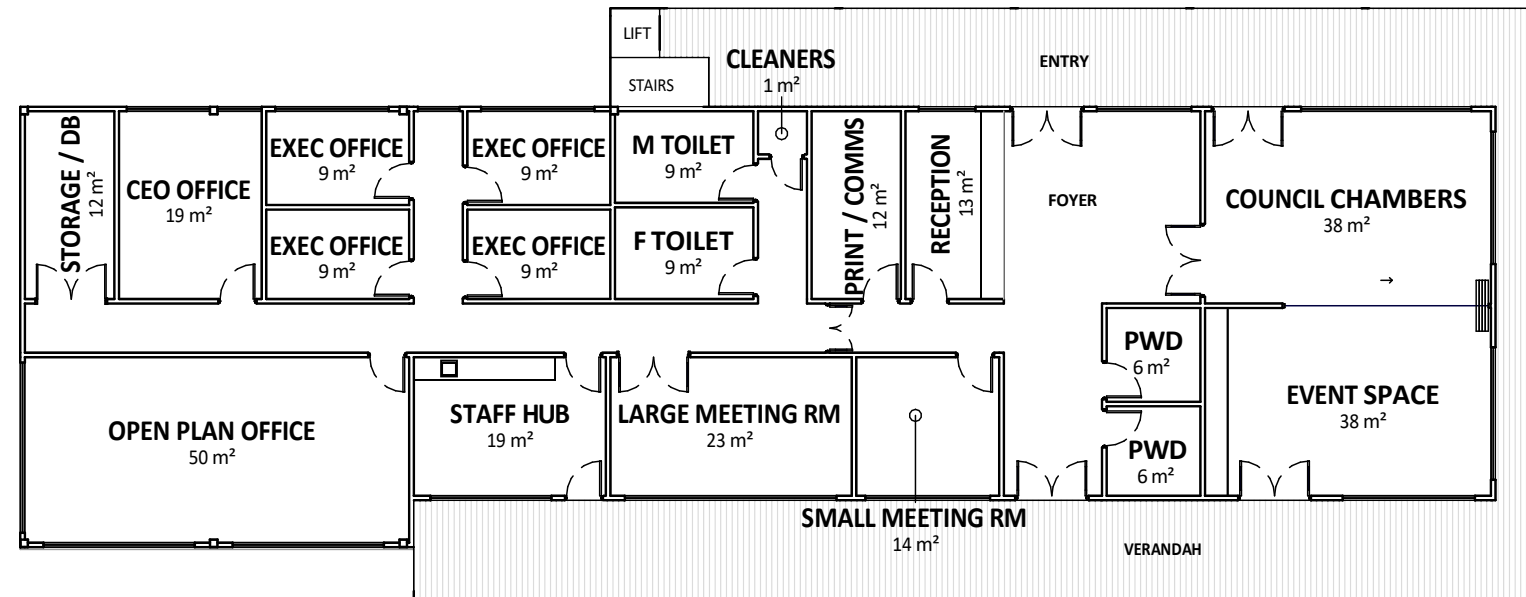 LIFT
STAIRS
CLEANERS
1 m²
ENTRY
STORAGE / DB
12 m²
CEO OFFICE
19 m²
EXEC OFFICE
9 m²
EXEC OFFICE
9 m²
M TOILET
9 m²
PRINT / COMMS
12 m²
RECEPTION
13 m²
FOYER
COUNCIL CHAMBERS
38 m²
EXEC OFFICE
9 m²
EXEC OFFICE
9 m²
F TOILET
9 m²
PWD
6 m²
OPEN PLAN OFFICE
50 m²
STAFF HUB
19 m²
LARGE MEETING RM
23 m²
EVENT SPACE
38 m²
PWD
6 m²
SMALL MEETING RM
14 m²
VERANDAH